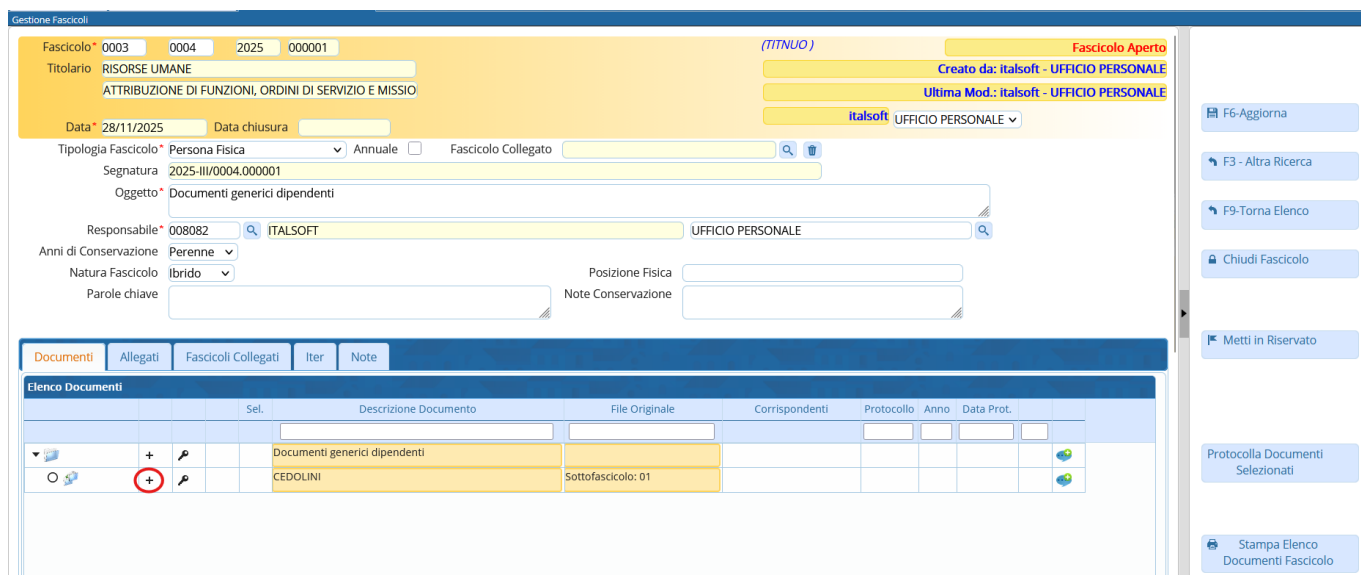 Gestione Fascicoli
Fascicolo* 0003 0004 2025 000001 (TITNUO ) Fascicolo Aperto
Titolario RISORSE UMANE Creato da: italsoft - UFFICIO PERSONALE
ATTRIBUZIONE DI FUNZIONI, ORDINI DI SERVIZIO E MISSIO Ultima Mod.: italsoft - UFFICIO PERSONALE
italsoft UFFICIO PERSONALE
Data* 28/11/2025 Data chiusura
Tipologia Fascicolo* Persona Fisica Annuale Fascicolo Collegato
Segnatura 2025-III/0004.000001
Oggetto* Documenti generici dipendenti
Responsabile* 008082 ITALSOFT UFFICIO PERSONALE
Anni di Conservazione Perenne
Natura Fascicolo Ibrido Posizione Fisica
Parole chiave Note Conservazione
Documenti Allegati Fascicoli Collegati Iter Note
Elenco Documenti
Sel. Descrizione Documento File Originale Corrispondenti Protocollo Anno Data Prot.
+ Documenti generici dipendenti
+ CEDOLINI Sottofascicolo: 01
F6-Aggiorna
F3 - Altra Ricerca
F9-Torna Elenco
Chiudi Fascicolo
Metti in Riservato
Protocolla Documenti
Selezionati
Stampa Elenco
Documenti Fascicolo